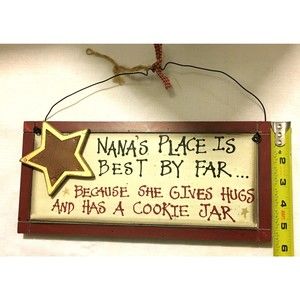 NANA'S PLACE IS
BEST BY FAR...
BECAUSE SHE GIVES HUGS
AND HAS A COOKIE JAR
1
2
3
4
5
6